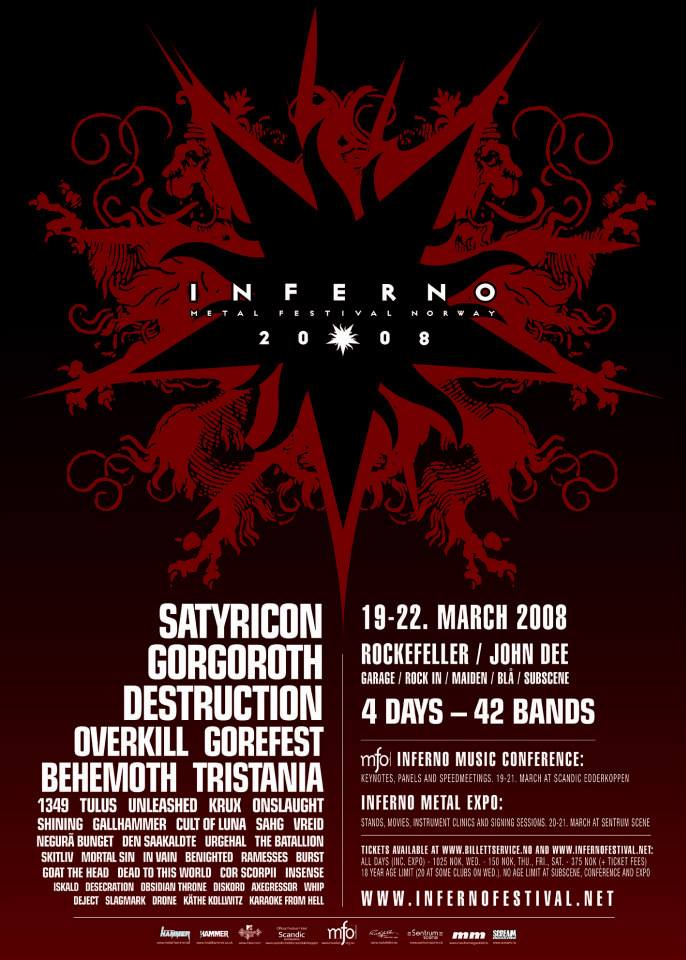 INFERNO
METAL FESTIVAL NORWAY
2008
SATYRICON
GORGOROTH
DESTRUCTION
OVERKILL GOREFEST
BEHEMOTH TRISTANIA
1349 TULUS UNLEASHED KRUX ONSLAUGHT
SHINING GALLHAMMER CULT OF LUNA SAHG VREID
NEGURĂ BUNGET DEN SAAKALDTE URGEHAL THE BATALLION
SKITLIV MORTAL SIN IN VAIN BENIGHTED RAMESSES BURST
GOAT THE HEAD DEAD TO THIS WORLD COR SCORPII INSENSE
ISKALD DESECRATION OBSIDIAN THRONE DISKORD AXEGRESSOR WHIP
DEJECT SLAGMARK DRONE KÄTHE KOLLWITZ KARAOKE FROM HELL
19-22. MARCH 2008
ROCKEFELLER / JOHN DEE
GARAGE / ROCK IN / MAIDEN / BLÅ / SUBSCENE
4 DAYS – 42 BANDS
mfo INFERNO MUSIC CONFERENCE:
KEYNOTES, PANELS AND SPEEDMEETINGS. 19-21. MARCH AT SCANDIC EDDERKOPPEN
INFERNO METAL EXPO:
STANDS, MOVIES, INSTRUMENT CLINICS AND SIGNING SESSIONS. 20-21. MARCH AT SENTRUM SCENE
TICKETS AVAILABLE AT WWW.BILLETTSERVICE.NO AND WWW.INFERNOFESTIVAL.NET:
ALL DAYS (INC. EXPO) - 1025 NOK, WED. - 150 NOK, THU., FRI., SAT. - 375 NOK (+ TICKET FEES)
18 YEAR AGE LIMIT (20 AT SOME CLUBS ON WED.). NO AGE LIMIT AT SUBSCENE, CONFERENCE AND EXPO
WWW.INFERNOFESTIVAL.NET
HAMMER HAMMER Scandic mfo Sentrum scene mm SCREAM